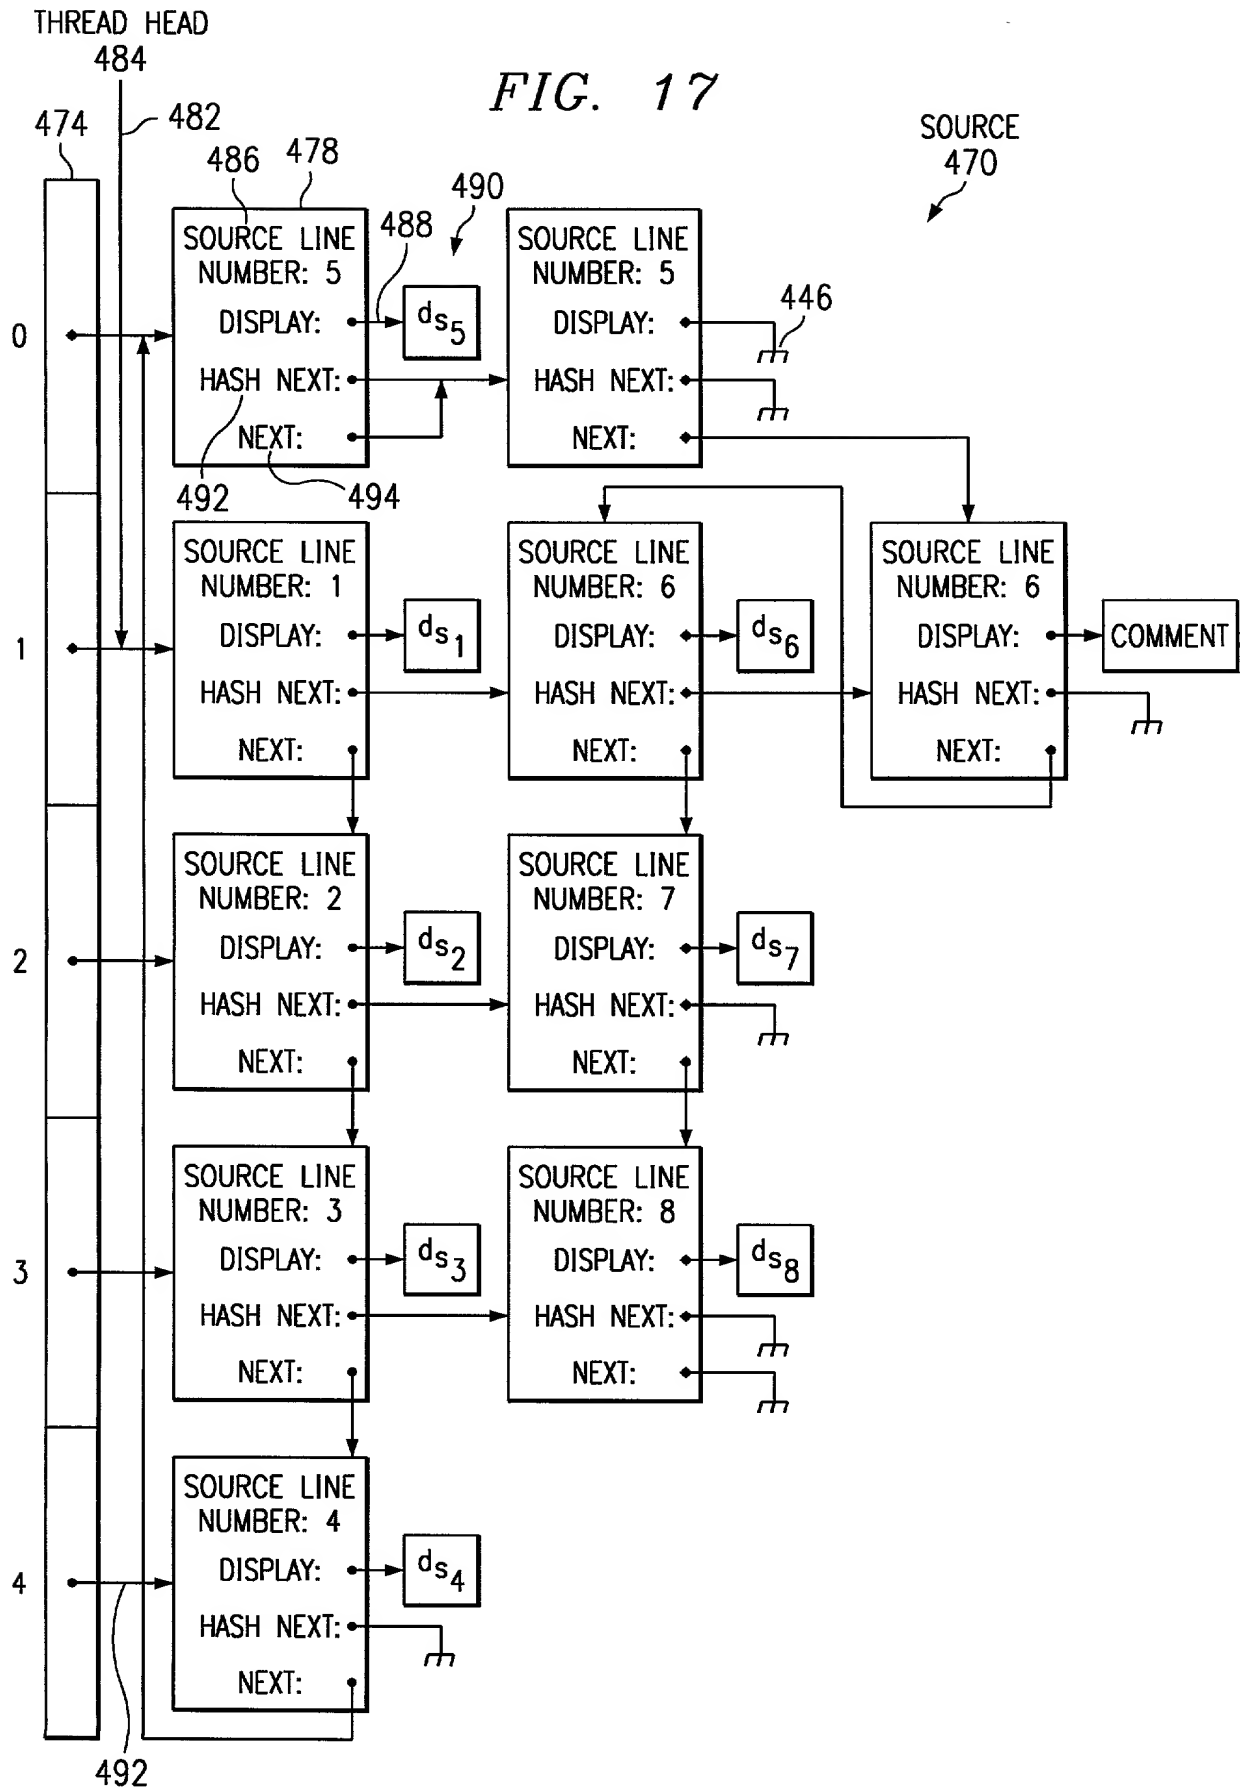 THREAD HEAD
484
FIG. 17
474
482
SOURCE
470
486
478
490
488
SOURCE LINE
NUMBER: 5
DISPLAY:
HASH NEXT:
NEXT:
ds5
SOURCE LINE
NUMBER: 5
DISPLAY:
HASH NEXT:
NEXT:
446
0
492
494
SOURCE LINE
NUMBER: 1
DISPLAY:
HASH NEXT:
NEXT:
ds1
SOURCE LINE
NUMBER: 6
DISPLAY:
HASH NEXT:
NEXT:
ds6
SOURCE LINE
NUMBER: 6
DISPLAY:
HASH NEXT:
NEXT:
COMMENT
1
SOURCE LINE
NUMBER: 2
DISPLAY:
HASH NEXT:
NEXT:
ds2
SOURCE LINE
NUMBER: 7
DISPLAY:
HASH NEXT:
NEXT:
ds7
2
SOURCE LINE
NUMBER: 3
DISPLAY:
HASH NEXT:
NEXT:
ds3
SOURCE LINE
NUMBER: 8
DISPLAY:
HASH NEXT:
NEXT:
ds8
3
SOURCE LINE
NUMBER: 4
DISPLAY:
HASH NEXT:
NEXT:
ds4
4
492